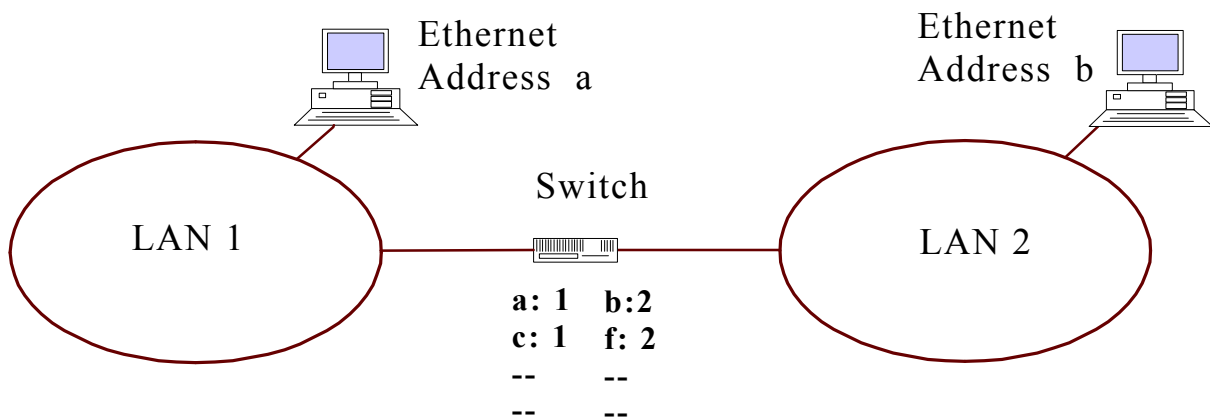 Ethernet
Address a
Ethernet
Address b
Switch
LAN 1
LAN 2
a: 1 b:2
c: 1 f: 2
-- --
-- --